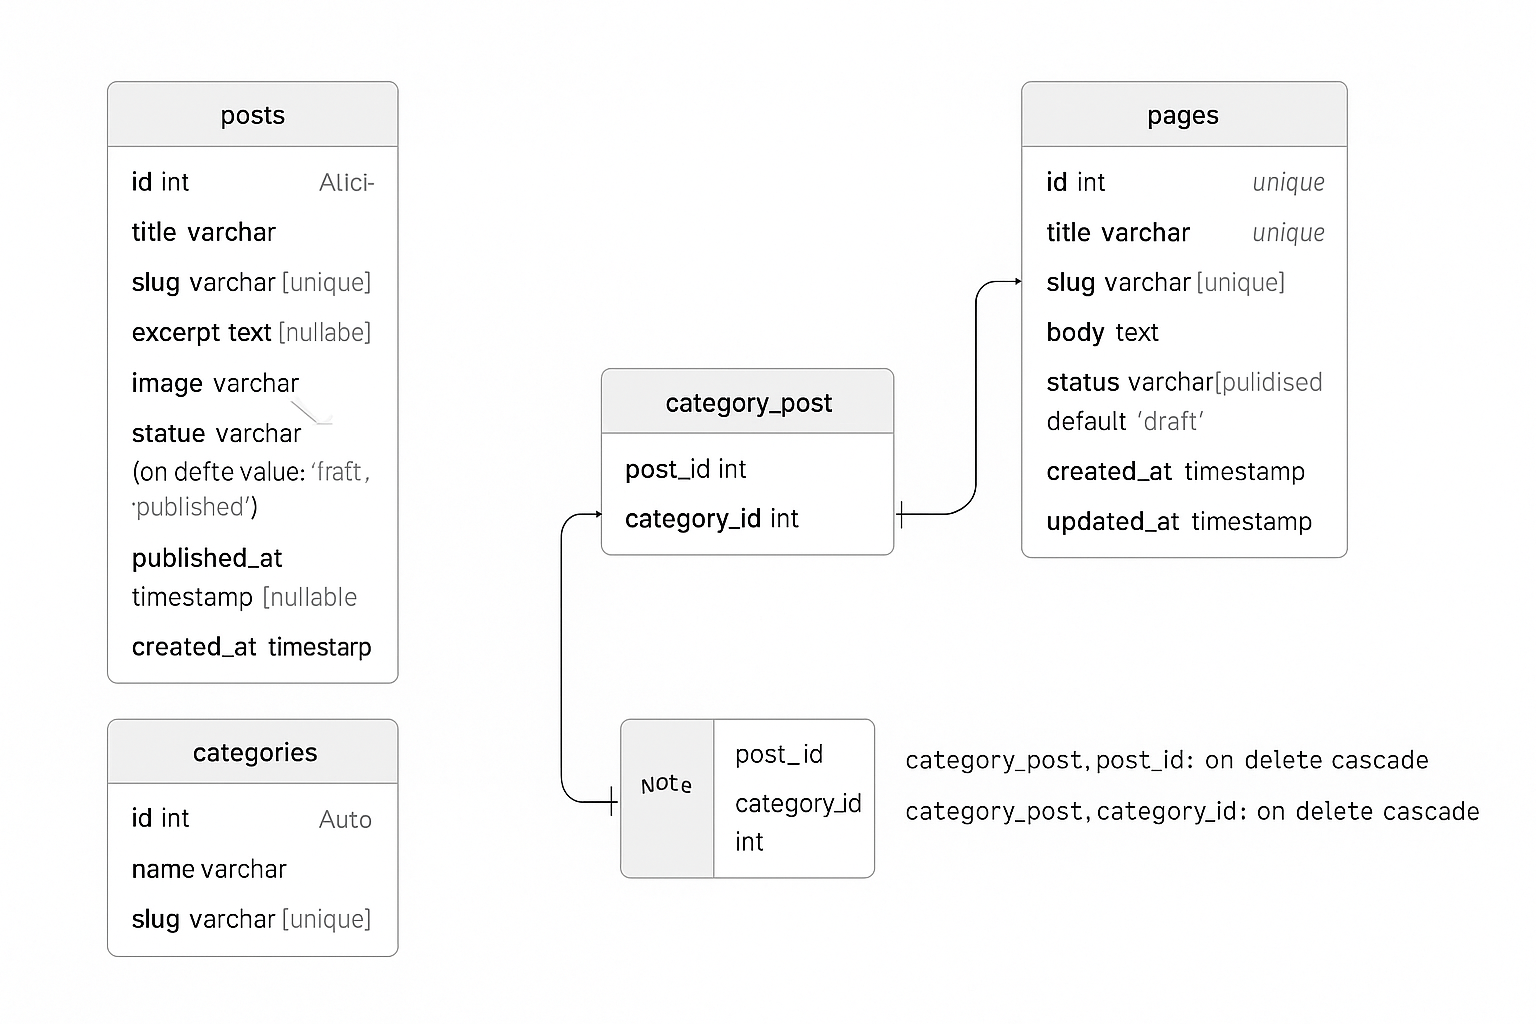 posts
id int Alici-
title varchar
slug varchar [unique]
excerpt text [nullabe]
image varchar
statue varchar
(on defte value: ‘fraft,
·published’)
published_at
timestamp [nullable
created_at timestarp
categories
id int Auto
name varchar
slug varchar [unique]
category_post
post_id int
category_id int
Note
post_id
category_id
int
category_post, post_id: on delete cascade
category_post, category_id: on delete cascade
pages
id int unique
title varchar unique
slug varchar [unique]
body text
status varchar[pulidised
default ‘draft’
created_at timestamp
updated_at timestamp